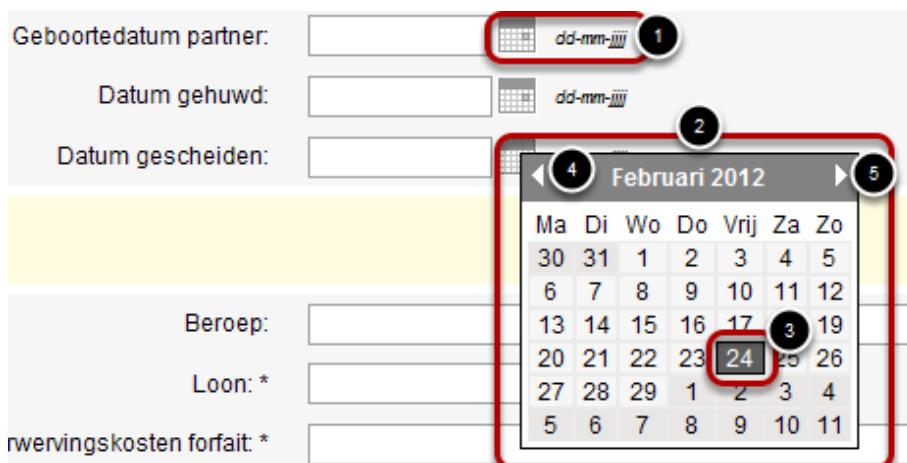 Geboortedatum partner: dd-mm-jjjj 1
Datum gehuwd: dd-mm-jjjj
2
Datum gescheiden:
4 Februari 2012 5
Ma Di Wo Do Vrij Za Zo
30 31 1 2 3 4 5
6 7 8 9 10 11 12
Beroep:
13 14 15 16 17 3 19
20 21 22 23 24 25 26
Loon: *
27 28 29 1 2 3 4
5 6 7 8 9 10 11
rwervingskosten forfait: *